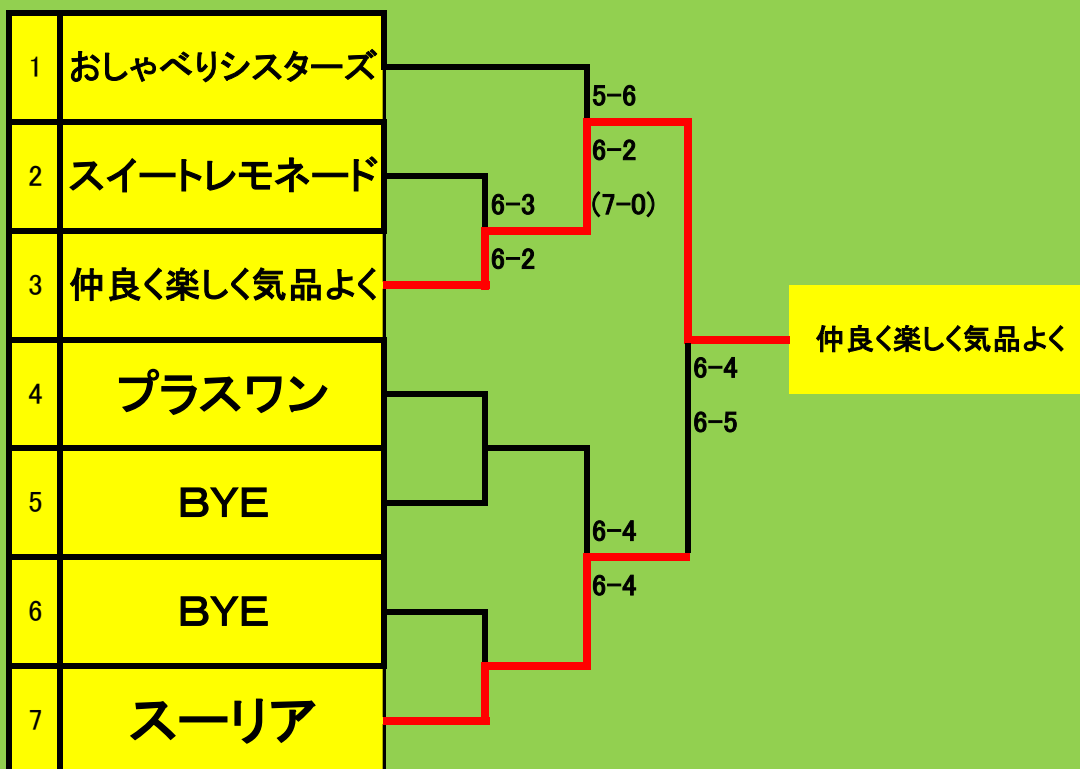 1 おしゃべりシスターズ
5-6
2 スイートレモネード
6-2
6-3
(7-0)
3 仲良く楽しく気品よく
6-2
仲良く楽しく気品よく
4 プラスワン
6-4
6-5
5 BYE
6-4
6 BYE
6-4
7 スーリア